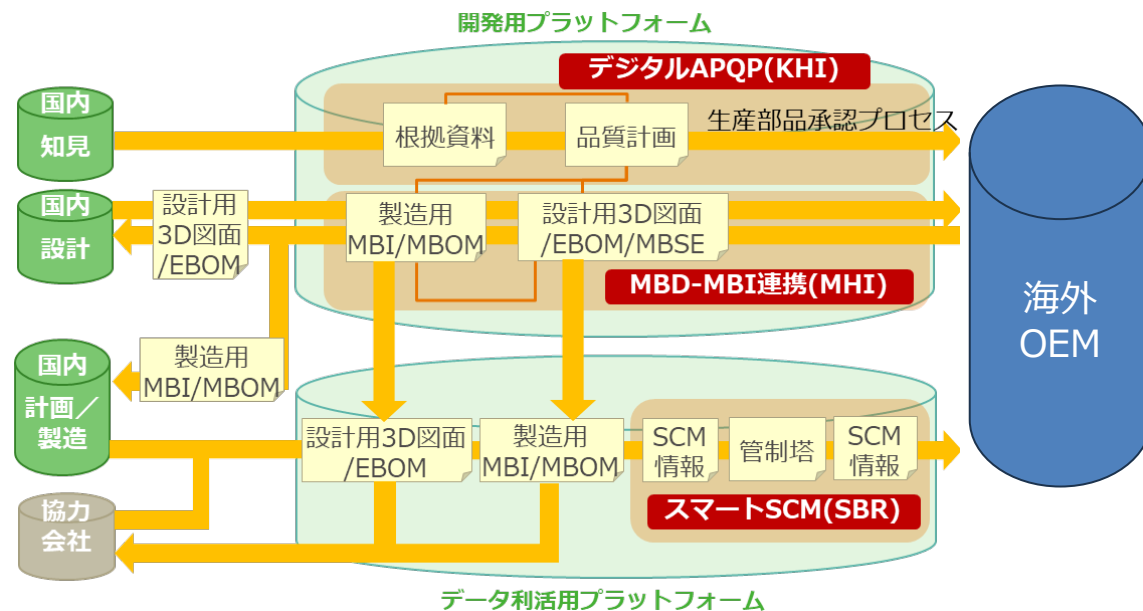 開発用プラットフォーム
デジタルAPQP(KHI)
国内
知見
根拠資料
品質計画
生産部品承認プロセス
国内
設計
設計用
3D図面
/EBOM
製造用
MBI/MBOM
設計用3D図面
/EBOM/MBSE
MBD-MBI連携(MHI)
海外
OEM
国内
計画／
製造
製造用
MBI/MBOM
設計用3D図面
/EBOM
製造用
MBI/MBOM
SCM
情報
管制塔
SCM
情報
スマートSCM(SBR)
協力
会社
データ利活用プラットフォーム